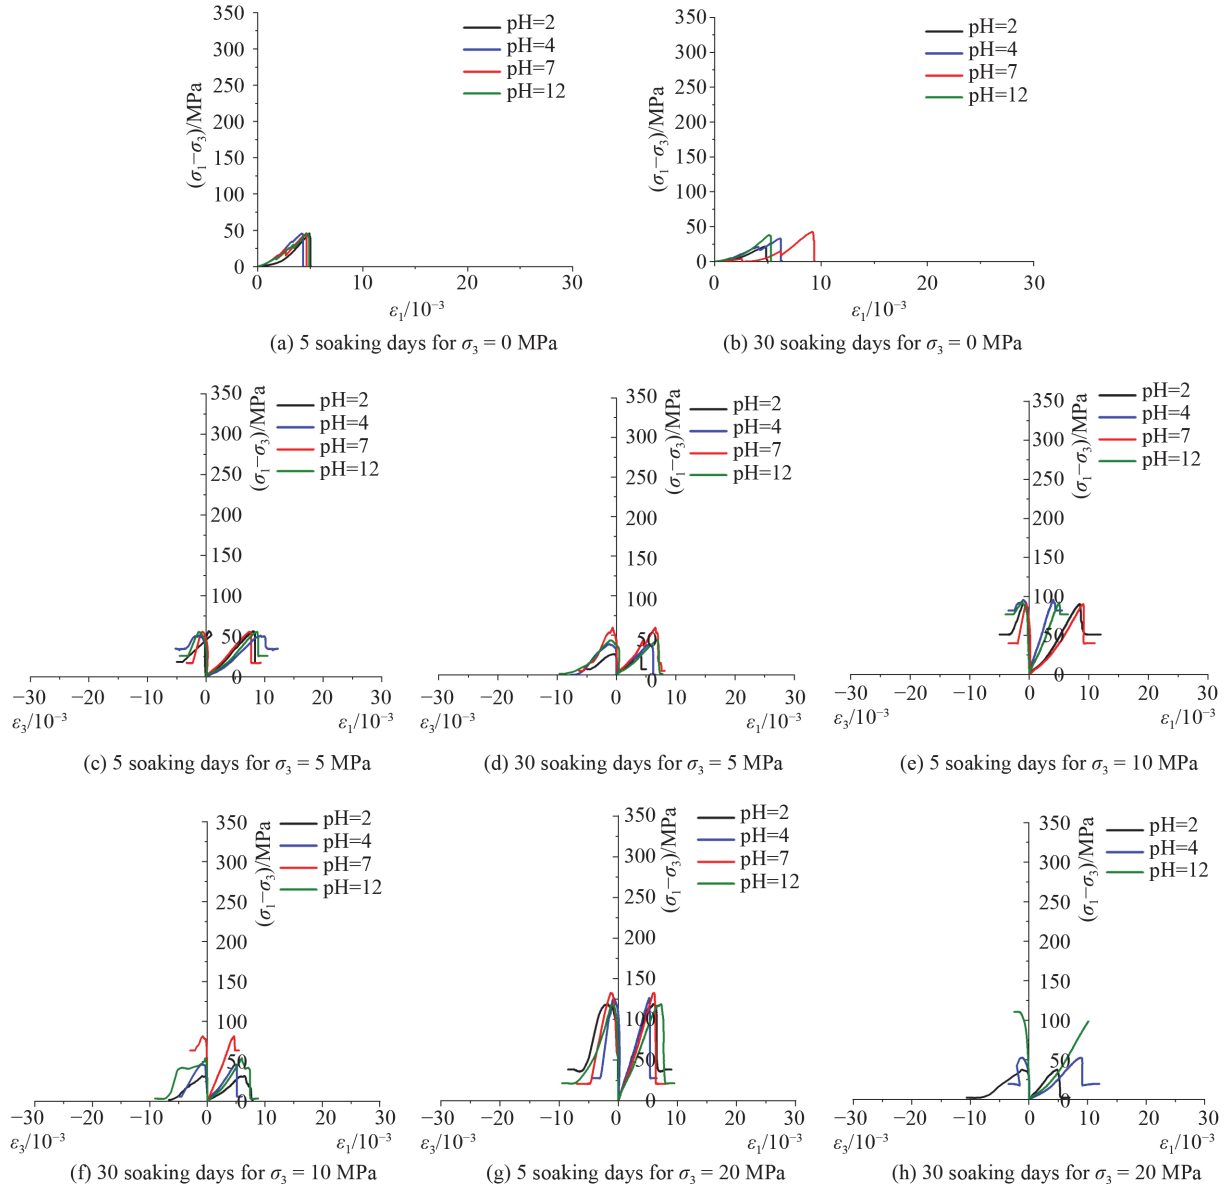 350
300
250
200
150
100
50
0
(σ₁−σ₃)/MPa
pH=2
pH=4
pH=7
pH=12
0 10 20 30
ε₁/10⁻³
(a) 5 soaking days for σ₃ = 0 MPa
350
300
250
200
150
100
50
0
(σ₁−σ₃)/MPa
pH=2
pH=4
pH=7
pH=12
0 10 20 30
ε₁/10⁻³
(b) 30 soaking days for σ₃ = 0 MPa
350
300
250
200
150
100
50
0
(σ₁−σ₃)/MPa
pH=2
pH=4
pH=7
pH=12
−30 −20 −10 0 10 20 30
ε₃/10⁻³ ε₁/10⁻³
(c) 5 soaking days for σ₃ = 5 MPa
350
300
250
200
150
100
50
0
(σ₁−σ₃)/MPa
pH=2
pH=4
pH=7
pH=12
−30 −20 −10 0 10 20 30
ε₃/10⁻³ ε₁/10⁻³
(d) 30 soaking days for σ₃ = 5 MPa
350
300
250
200
150
100
50
0
(σ₁−σ₃)/MPa
pH=2
pH=4
pH=7
pH=12
−30 −20 −10 0 10 20 30
ε₃/10⁻³ ε₁/10⁻³
(e) 5 soaking days for σ₃ = 10 MPa
350
300
250
200
150
100
50
0
(σ₁−σ₃)/MPa
pH=2
pH=4
pH=7
pH=12
−30 −20 −10 0 10 20 30
ε₃/10⁻³ ε₁/10⁻³
(f) 30 soaking days for σ₃ = 10 MPa
350
300
250
200
150
100
50
0
(σ₁−σ₃)/MPa
pH=2
pH=4
pH=7
pH=12
−30 −20 −10 0 10 20 30
ε₃/10⁻³ ε₁/10⁻³
(g) 5 soaking days for σ₃ = 20 MPa
350
300
250
200
150
100
50
0
(σ₁−σ₃)/MPa
pH=2
pH=4
pH=12
−30 −20 −10 0 10 20 30
ε₃/10⁻³ ε₁/10⁻³
(h) 30 soaking days for σ₃ = 20 MPa